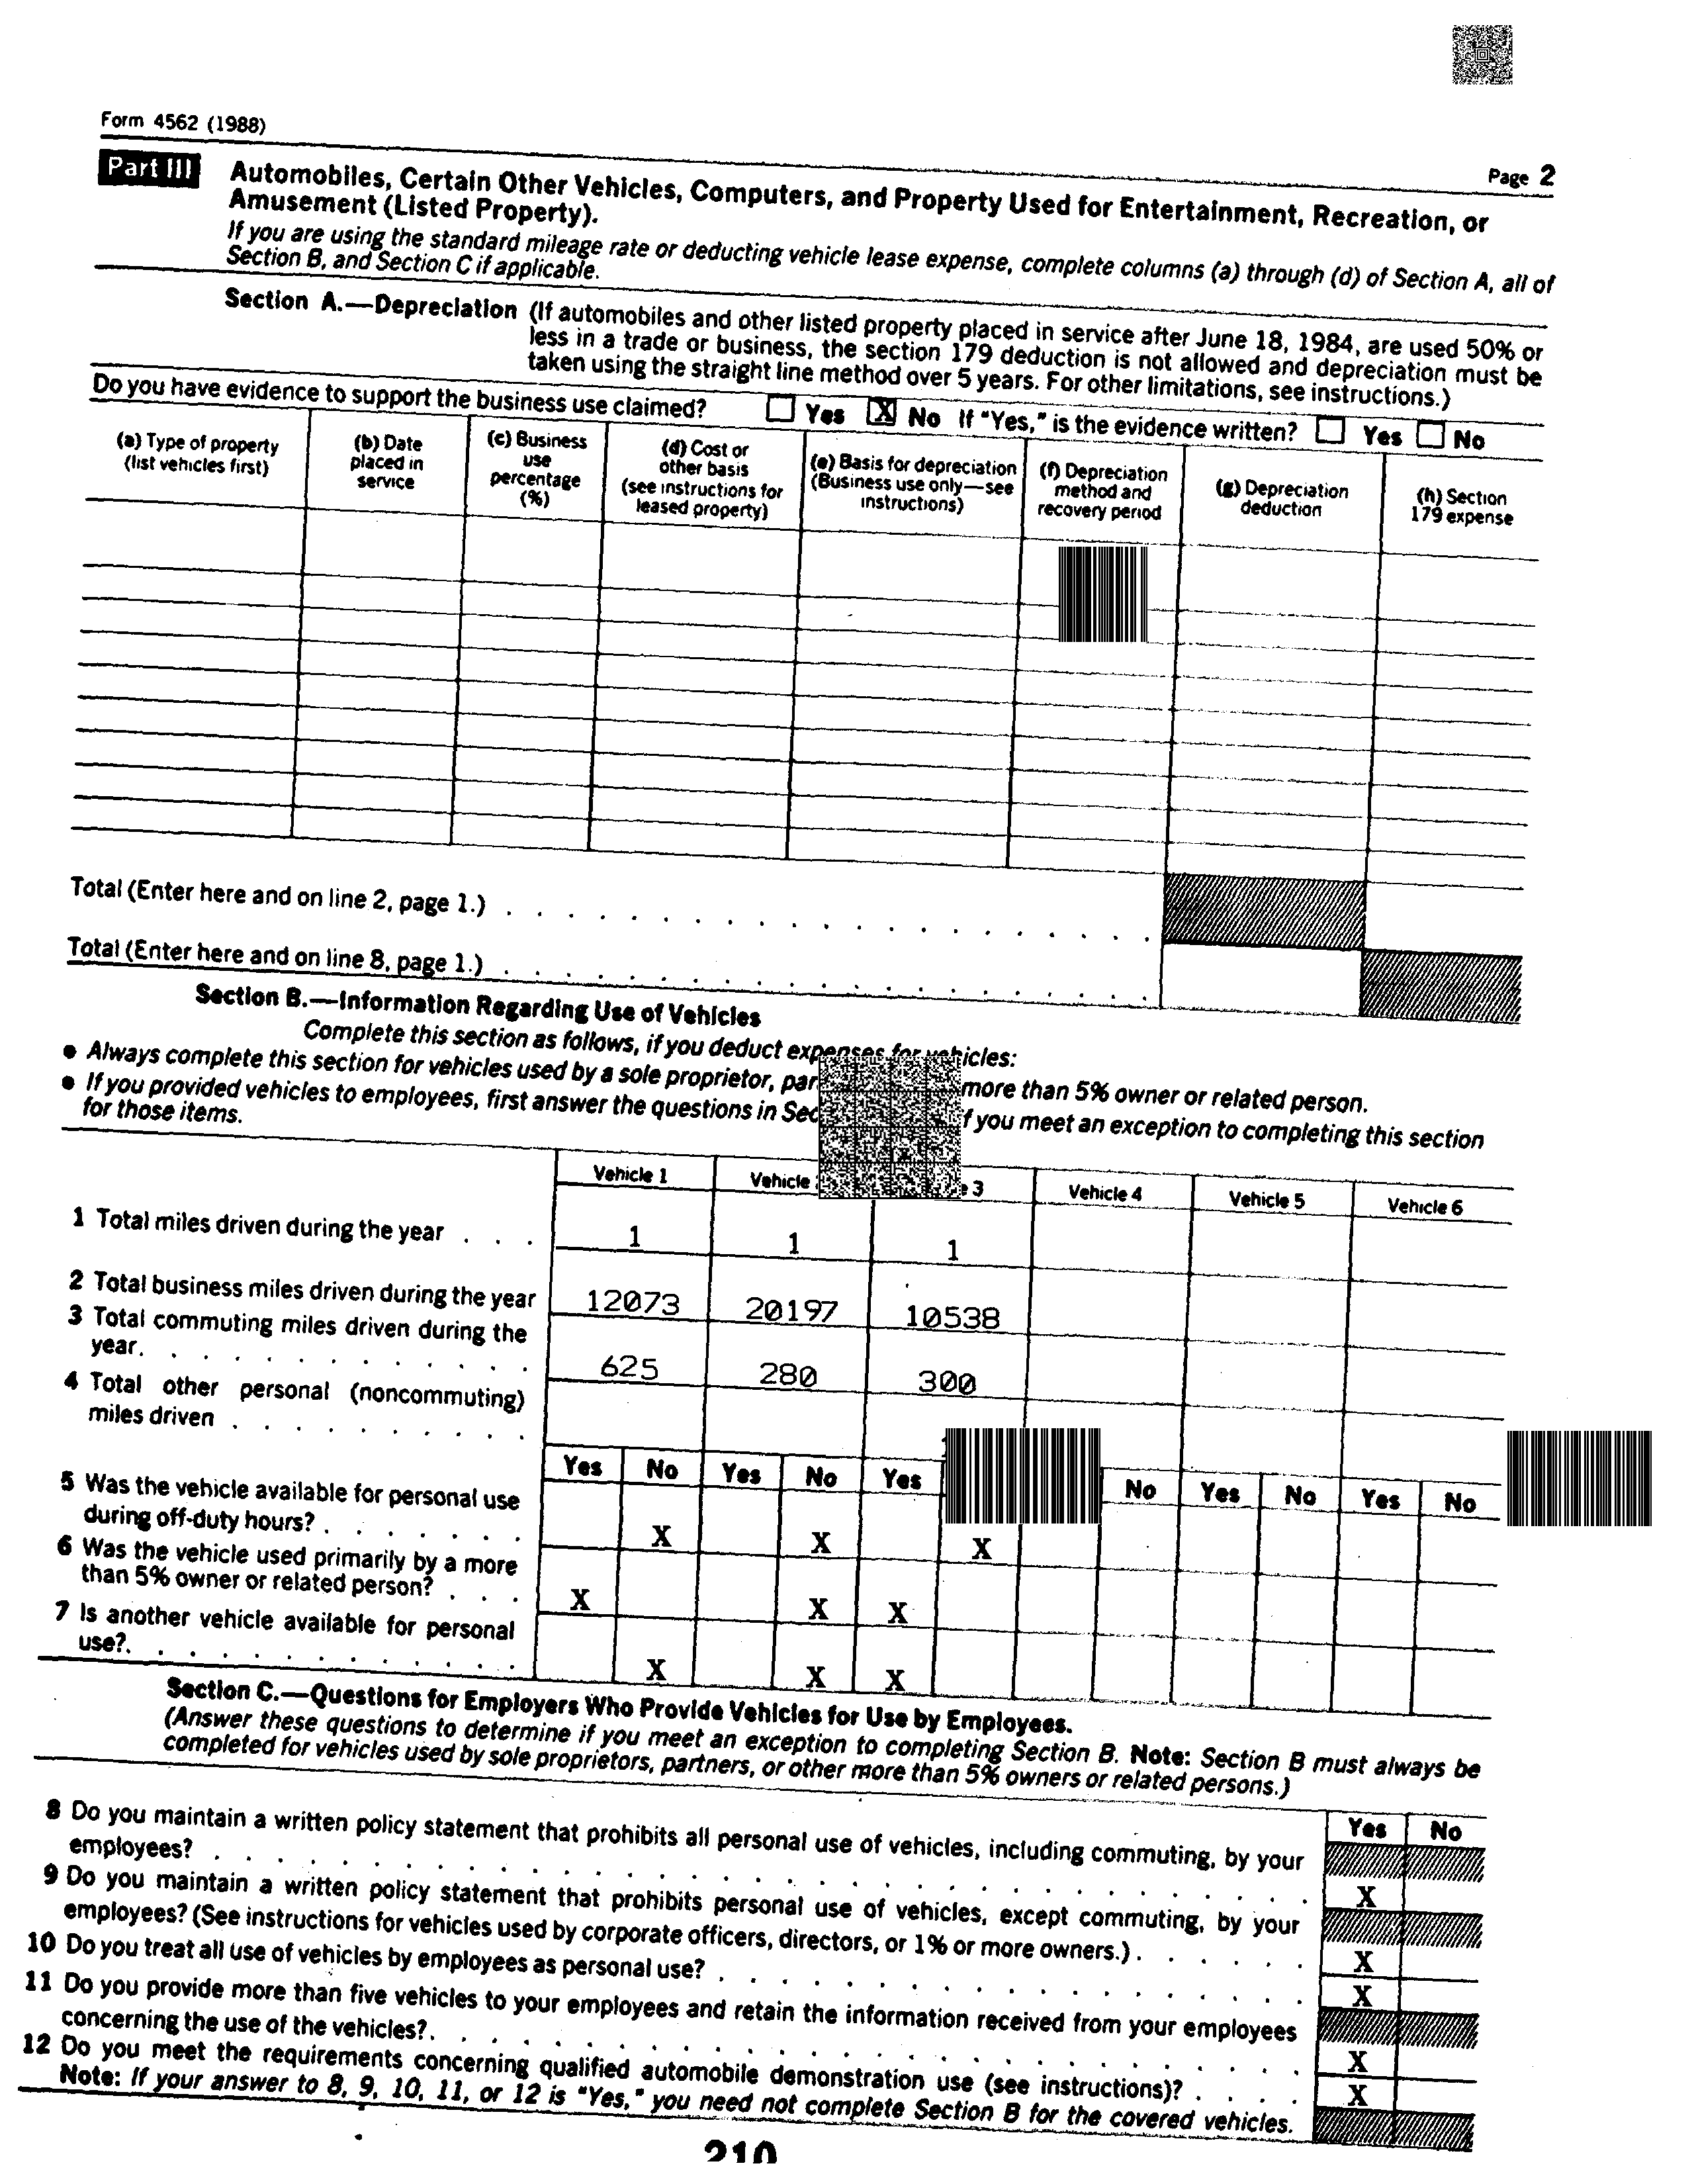 Form 4562 (1988)
Page 2
Part III Automobiles, Certain Other Vehicles, Computers, and Property Used for Entertainment, Recreation, or
Amusement (Listed Property).
If you are using the standard mileage rate or deducting vehicle lease expense, complete columns (a) through (d) of Section A, all of
Section B, and Section C if applicable.
Section A.—Depreciation (If automobiles and other listed property placed in service after June 18, 1984, are used 50% or
less in a trade or business, the section 179 deduction is not allowed and depreciation must be
taken using the straight line method over 5 years. For other limitations, see instructions.)
Do you have evidence to support the business use claimed? Yes X No If "Yes," is the evidence written? Yes No
(a) Type of property
(list vehicles first)
(b) Date
placed in
service
(c) Business
use
percentage
(%)
(d) Cost or
other basis
(see instructions for
leased property)
(e) Basis for depreciation
(Business use only—see
instructions)
(f) Depreciation
method and
recovery period
(g) Depreciation
deduction
(h) Section
179 expense
Total (Enter here and on line 2, page 1.)
Total (Enter here and on line 8, page 1.)
Section B.—Information Regarding Use of Vehicles
Complete this section as follows, if you deduct expenses for vehicles:
● Always complete this section for vehicles used by a sole proprietor, more than 5% owner or related person.
● If you provided vehicles to employees, first answer the questions in you meet an exception to completing this section
for those items.
Vehicle 1 Vehicle 3 Vehicle 4 Vehicle 5 Vehicle 6
1 Total miles driven during the year . . . 1 1 1
2 Total business miles driven during the year 12073 20197 10538
3 Total commuting miles driven during the
year. 625 280 300
4 Total other personal (noncommuting)
miles driven
Yes No Yes No Yes No Yes No Yes No
5 Was the vehicle available for personal use
during off-duty hours? X X X
6 Was the vehicle used primarily by a more
than 5% owner or related person? X X X
7 Is another vehicle available for personal
use?. X X X
Section C.—Questions for Employers Who Provide Vehicles for Use by Employees.
(Answer these questions to determine if you meet an exception to completing Section B. Note: Section B must always be
completed for vehicles used by sole proprietors, partners, or other more than 5% owners or related persons.)
Yes No
8 Do you maintain a written policy statement that prohibits all personal use of vehicles, including commuting, by your
employees? X
9 Do you maintain a written policy statement that prohibits personal use of vehicles, except commuting, by your
employees? (See instructions for vehicles used by corporate officers, directors, or 1% or more owners.) X
10 Do you treat all use of vehicles by employees as personal use? X
11 Do you provide more than five vehicles to your employees and retain the information received from your employees
concerning the use of the vehicles?. X
12 Do you meet the requirements concerning qualified automobile demonstration use (see instructions)? X
Note: If your answer to 8, 9, 10, 11, or 12 is "Yes," you need not complete Section B for the covered vehicles.
210